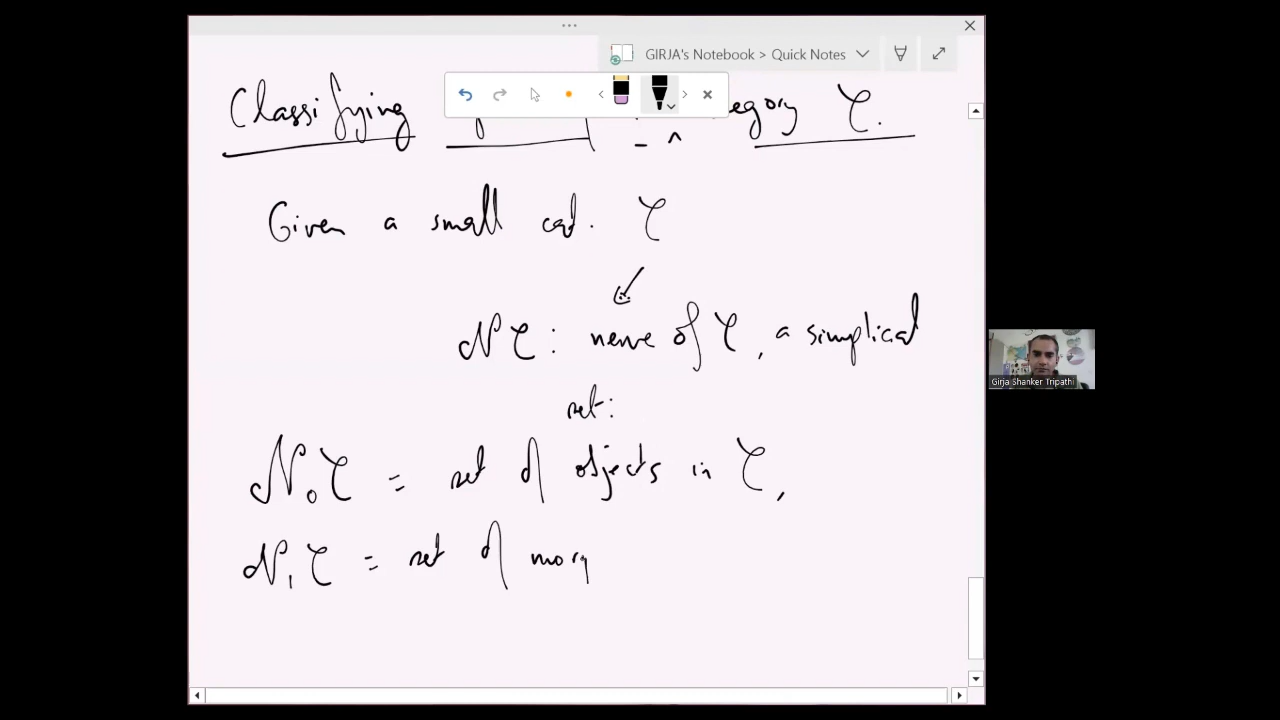 GIRJA's Notebook > Quick Notes
Classifying egory 𝒞.
Given a small cat. 𝒞
N𝒞 : nerve of 𝒞, a simplicial
set:
N₀𝒞 = set of objects in 𝒞,
N₁𝒞 = set of morp
Girja Shanker Tripathi